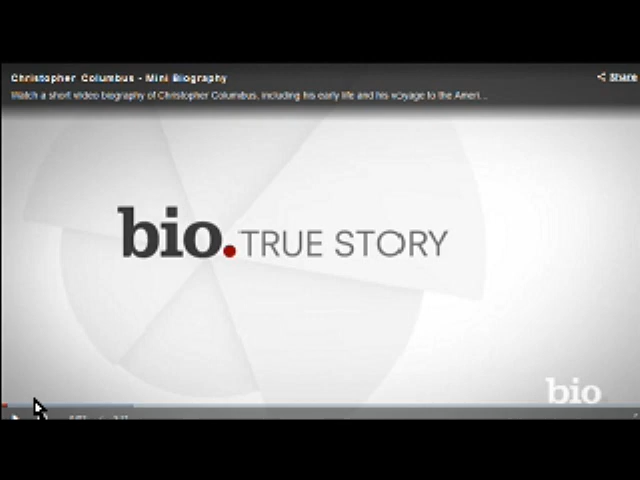 Christopher Columbus - Mini Biography
Share
Watch a short video biography of Christopher Columbus, including his early life and his voyage to the Ameri...
bio. TRUE STORY
bio.